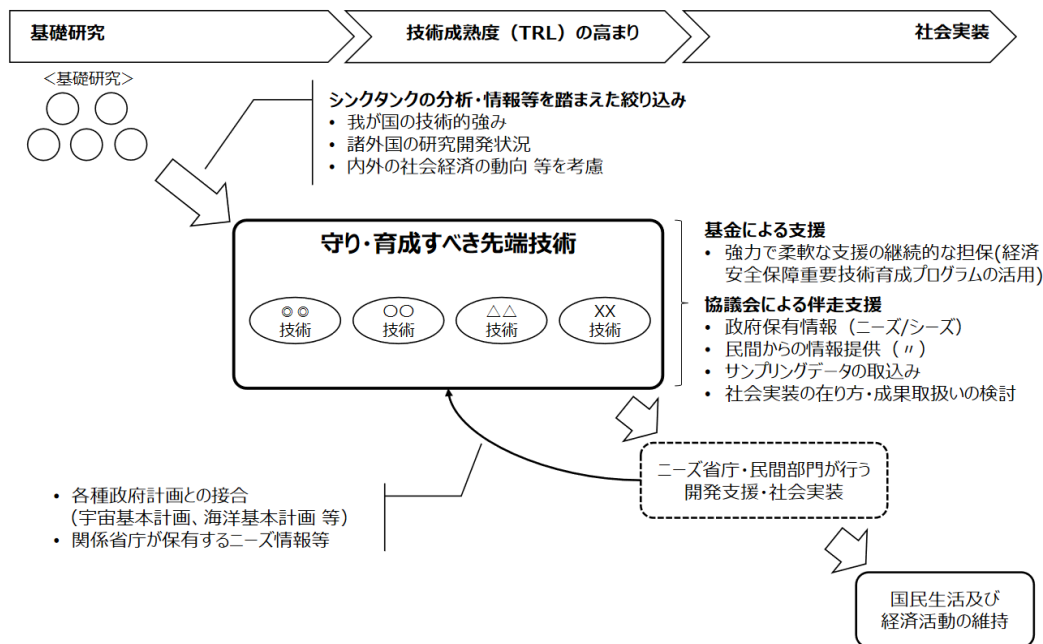 基礎研究
技術成熟度（TRL）の高まり
社会実装
＜基礎研究＞
シンクタンクの分析・情報等を踏まえた絞り込み
• 我が国の技術的強み
• 諸外国の研究開発状況
• 内外の社会経済の動向 等を考慮
守り・育成すべき先端技術
◎◎
技術
〇〇
技術
△△
技術
XX
技術
基金による支援
• 強力で柔軟な支援の継続的な担保(経済
安全保障重要技術育成プログラムの活用)
協議会による伴走支援
• 政府保有情報（ニーズ/シーズ）
• 民間からの情報提供（〃）
• サンプリングデータの取込み
• 社会実装の在り方・成果取扱いの検討
ニーズ省庁・民間部門が行う
開発支援・社会実装
• 各種政府計画との接合
（宇宙基本計画、海洋基本計画 等）
• 関係省庁が保有するニーズ情報等
国民生活及び
経済活動の維持